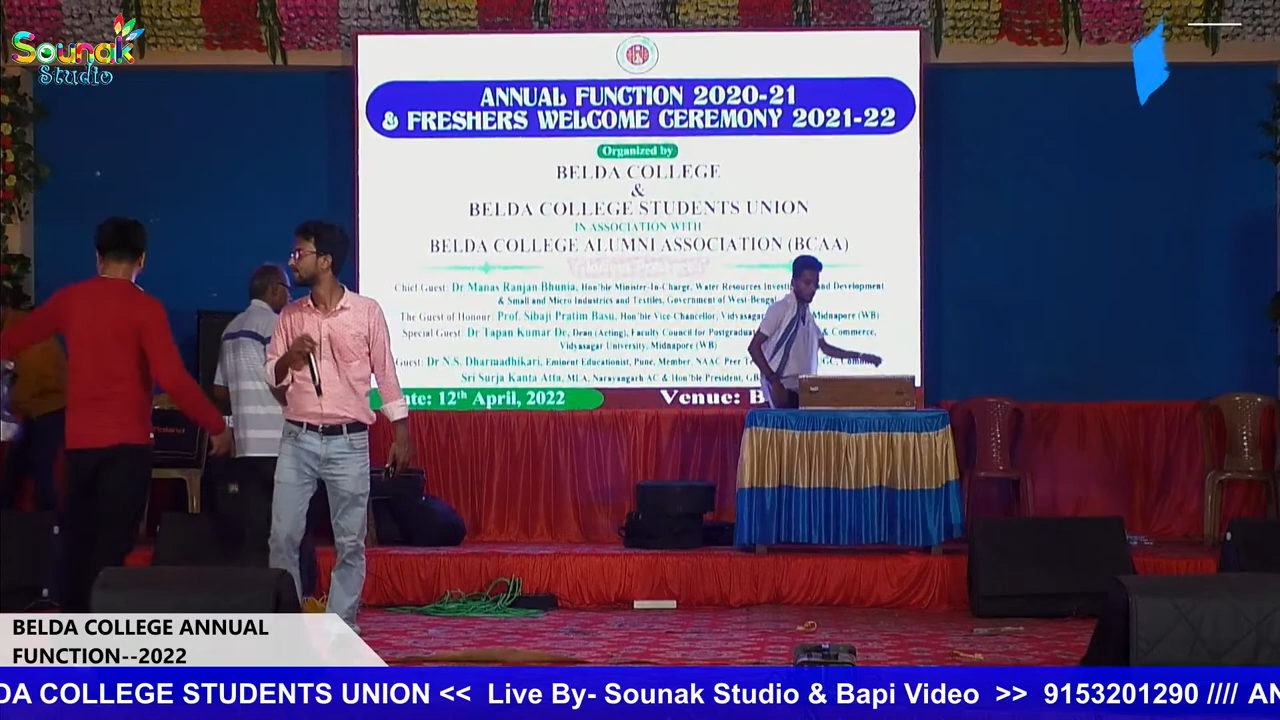 Sounak
Studio
ANNUAL FUNCTION 2020-21
& FRESHERS WELCOME CEREMONY 2021-22
Organized by
BELDA COLLEGE
&
BELDA COLLEGE STUDENTS UNION
IN ASSOCIATION WITH
BELDA COLLEGE ALUMNI ASSOCIATION (BCAA)
Chief Guest: Dr Manas Ranjan Bhunia, Hon'ble Minister-In-Charge, Water Resources and Development
& Small and Micro Industries and Textiles, Government of West-Bengal
The Guest of Honour: Prof. Sibaji Pratim Basu, Hon'ble Vice-Chancellor, Midnapore (WB)
Special Guest: Dr Tapan Kumar De, Dean (Acting), Faculty Council for & Commerce,
Vidyasagar University, Midnapore (WB)
Guest: Dr N.S. Dharmadhikari, Eminent Educationist, Pune, Member, NAAC Peer
Sri Surja Kanta Atta, MLA, Narayangarh AC & Hon'ble President,
ate: 12th April, 2022 Venue: B
Roland
BELDA COLLEGE ANNUAL
FUNCTION--2022
DA COLLEGE STUDENTS UNION << Live By- Sounak Studio & Bapi Video >> 9153201290 //// AN